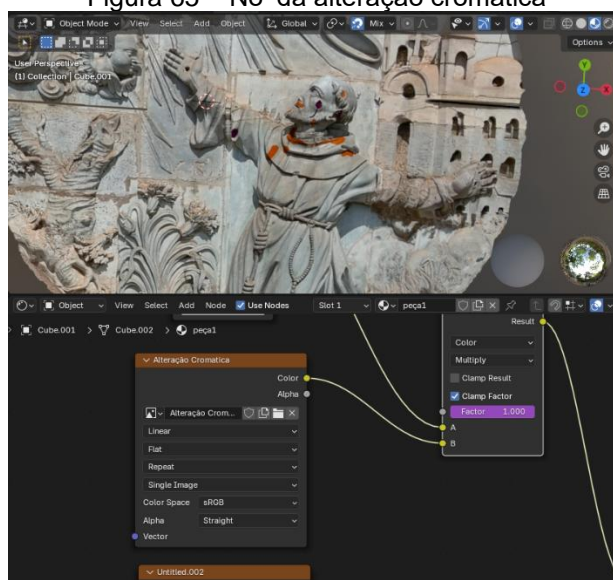 Figura 65 – Nó da alteração cromática
Object Mode View Select Add Object Global Mix Options
User Perspective
(1) Collection | Cube.001
Y
Z
X
Object View Select Add Node Use Nodes Slot 1 peça1
Cube.001 > Cube.002 > peça1
Result
Color
Multiply
Clamp Result
Clamp Factor
Factor 1.000
A
B
Alteração Cromatica
Color
Alpha
Alteração Crom...
Linear
Flat
Repeat
Single Image
Color Space sRGB
Alpha Straight
Vector
Untitled.002